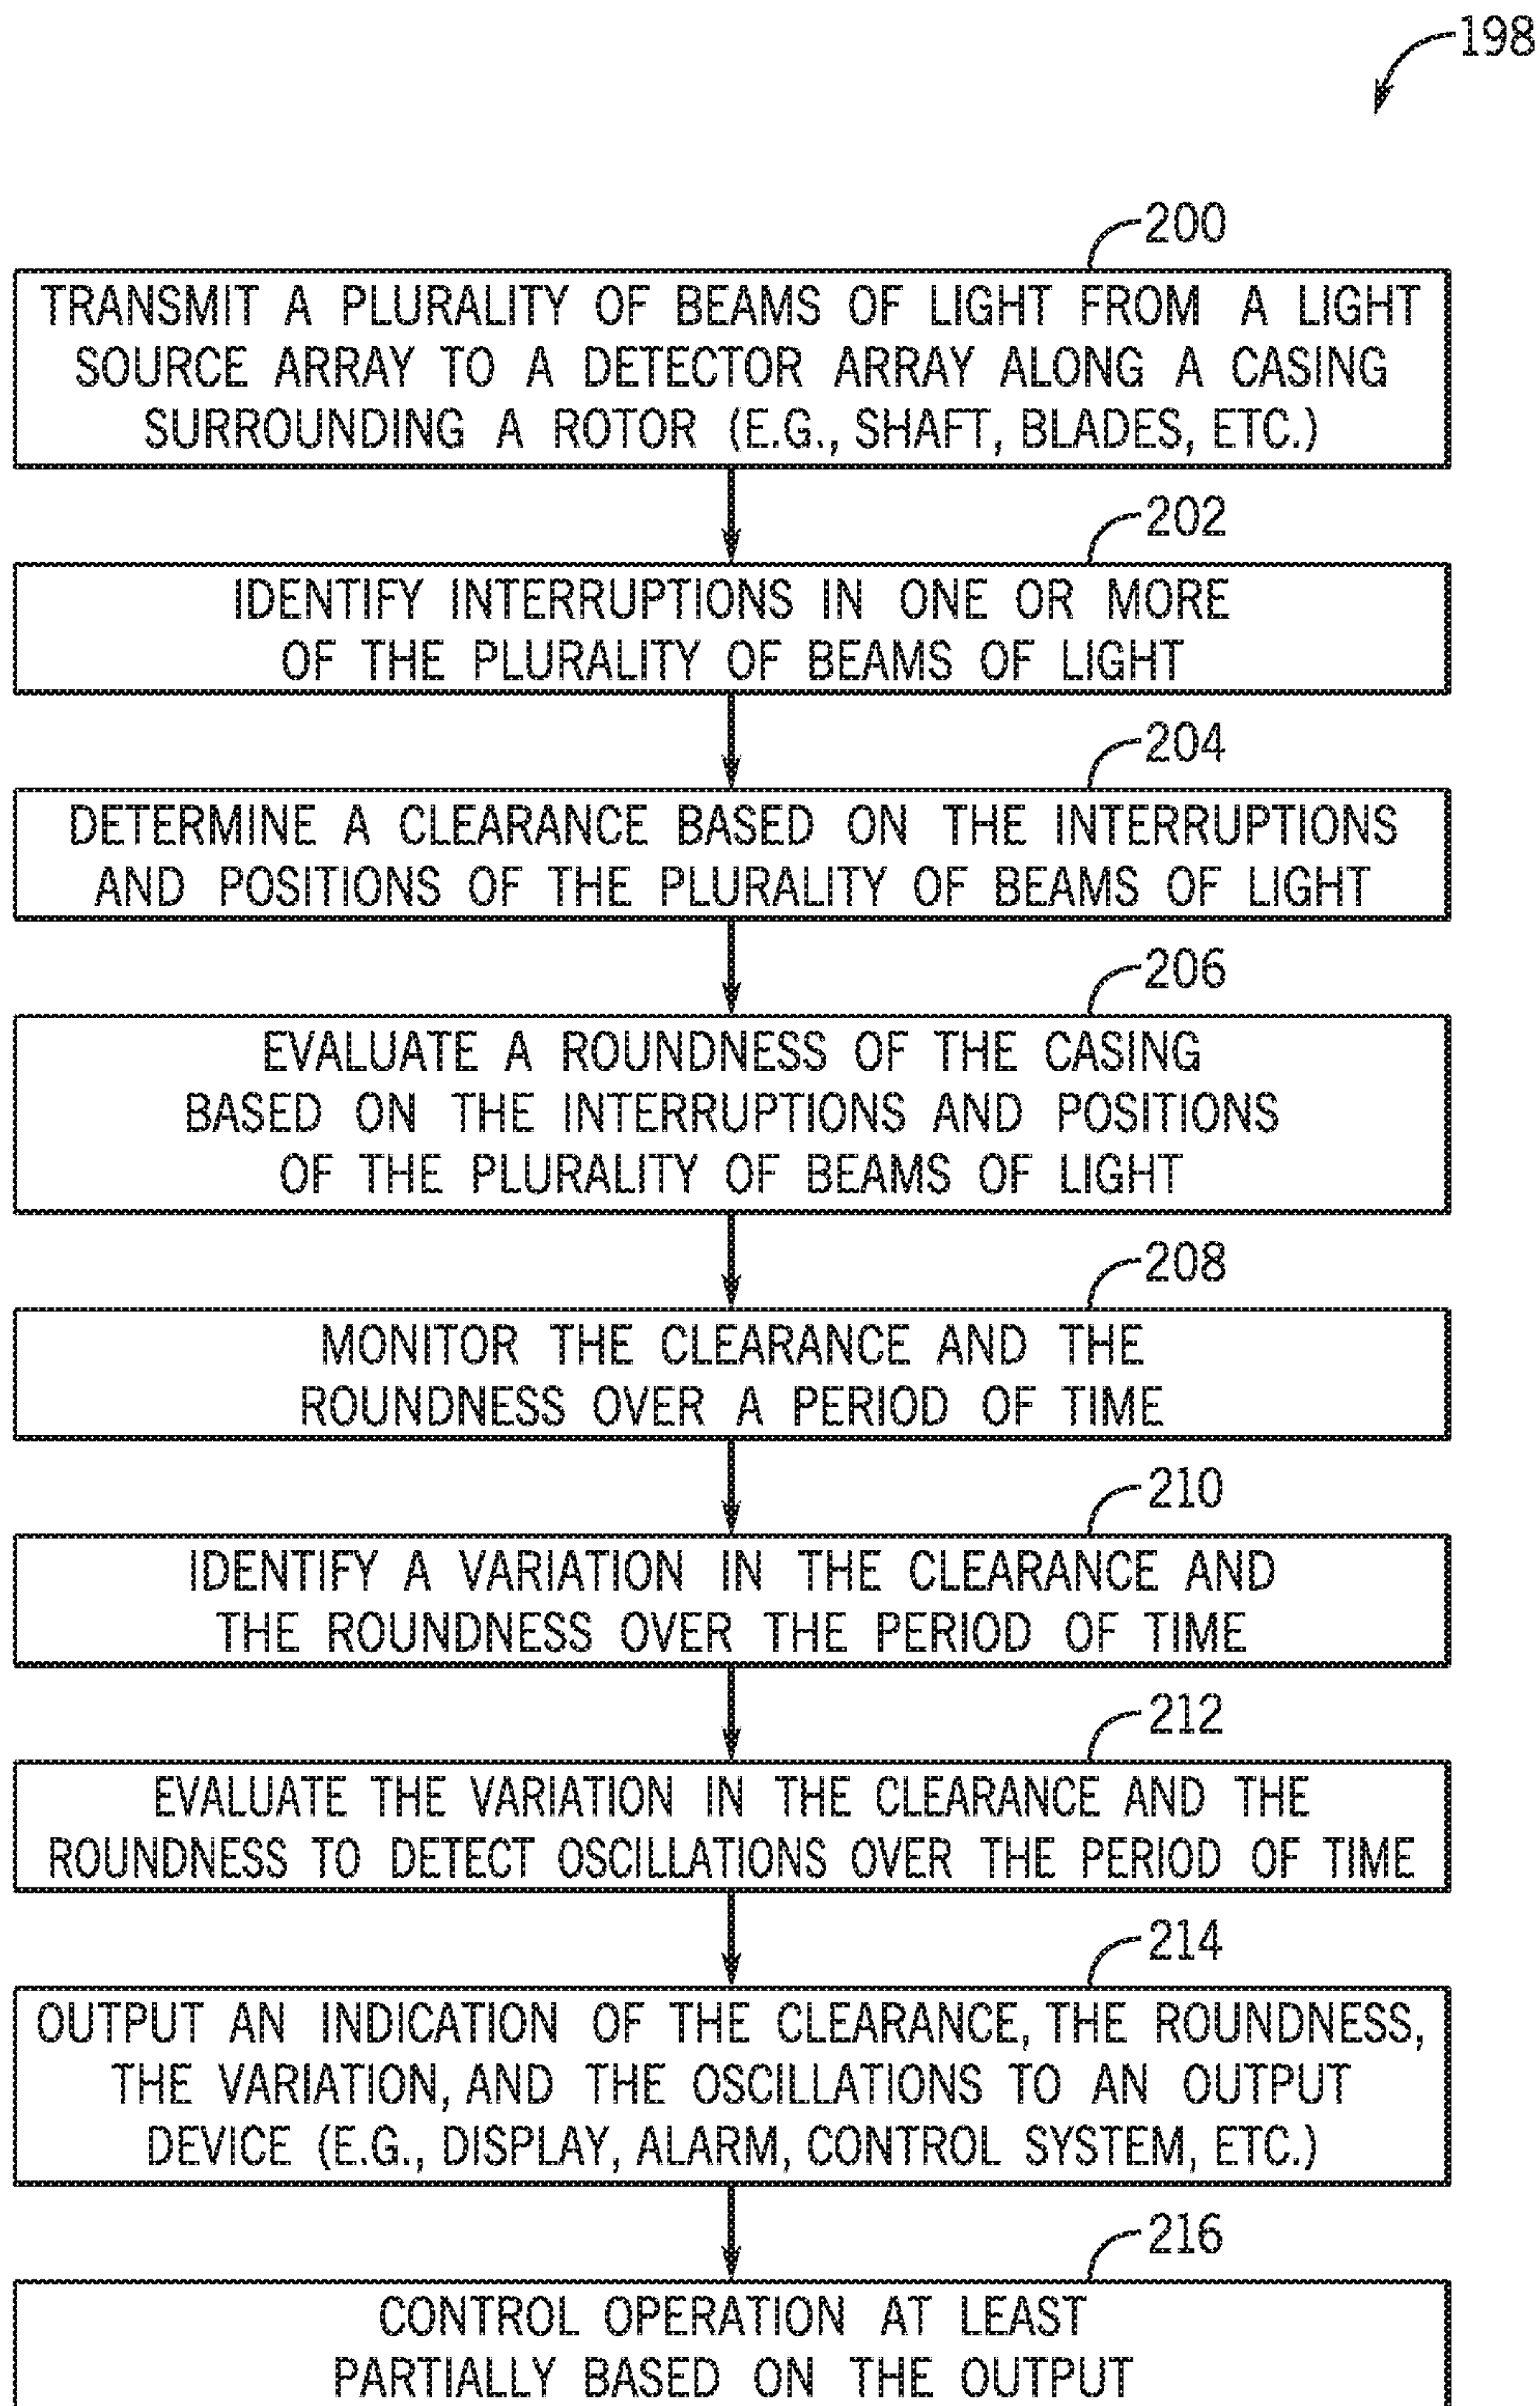 198
200
TRANSMIT A PLURALITY OF BEAMS OF LIGHT FROM A LIGHT
SOURCE ARRAY TO A DETECTOR ARRAY ALONG A CASING
SURROUNDING A ROTOR (E.G., SHAFT, BLADES, ETC.)
202
IDENTIFY INTERRUPTIONS IN ONE OR MORE
OF THE PLURALITY OF BEAMS OF LIGHT
204
DETERMINE A CLEARANCE BASED ON THE INTERRUPTIONS
AND POSITIONS OF THE PLURALITY OF BEAMS OF LIGHT
206
EVALUATE A ROUNDNESS OF THE CASING
BASED ON THE INTERRUPTIONS AND POSITIONS
OF THE PLURALITY OF BEAMS OF LIGHT
208
MONITOR THE CLEARANCE AND THE
ROUNDNESS OVER A PERIOD OF TIME
210
IDENTIFY A VARIATION IN THE CLEARANCE AND
THE ROUNDNESS OVER THE PERIOD OF TIME
212
EVALUATE THE VARIATION IN THE CLEARANCE AND THE
ROUNDNESS TO DETECT OSCILLATIONS OVER THE PERIOD OF TIME
214
OUTPUT AN INDICATION OF THE CLEARANCE, THE ROUNDNESS,
THE VARIATION, AND THE OSCILLATIONS TO AN OUTPUT
DEVICE (E.G., DISPLAY, ALARM, CONTROL SYSTEM, ETC.)
216
CONTROL OPERATION AT LEAST
PARTIALLY BASED ON THE OUTPUT